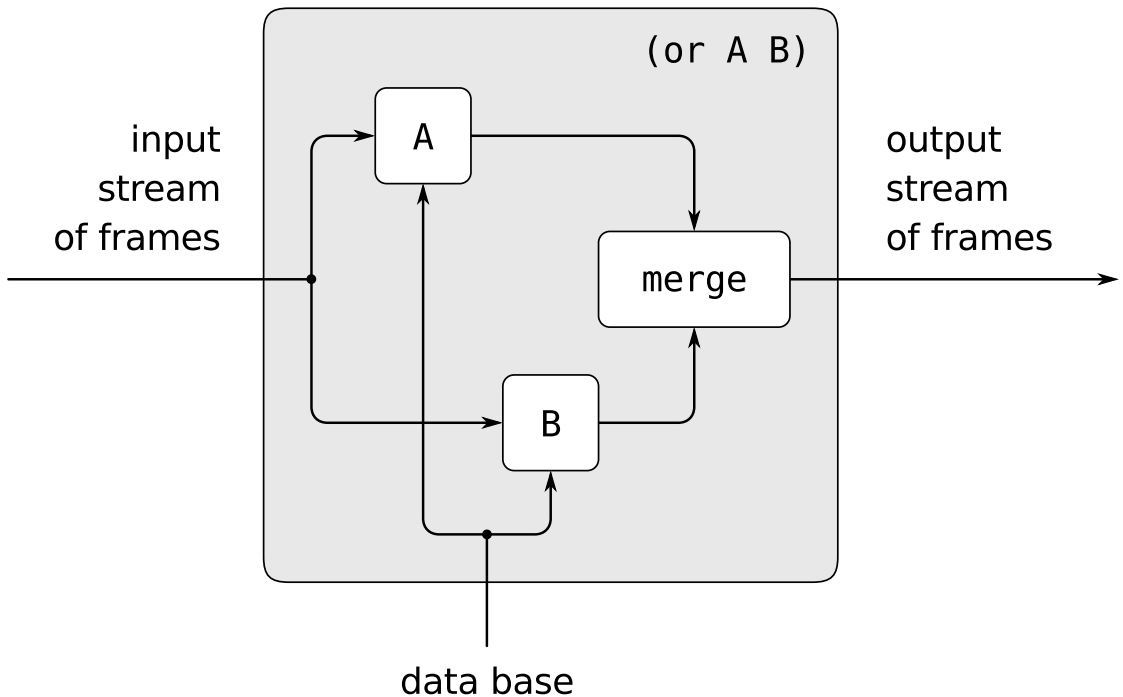 (or A B)
input
stream
of frames
A
output
stream
of frames
merge
B
data base